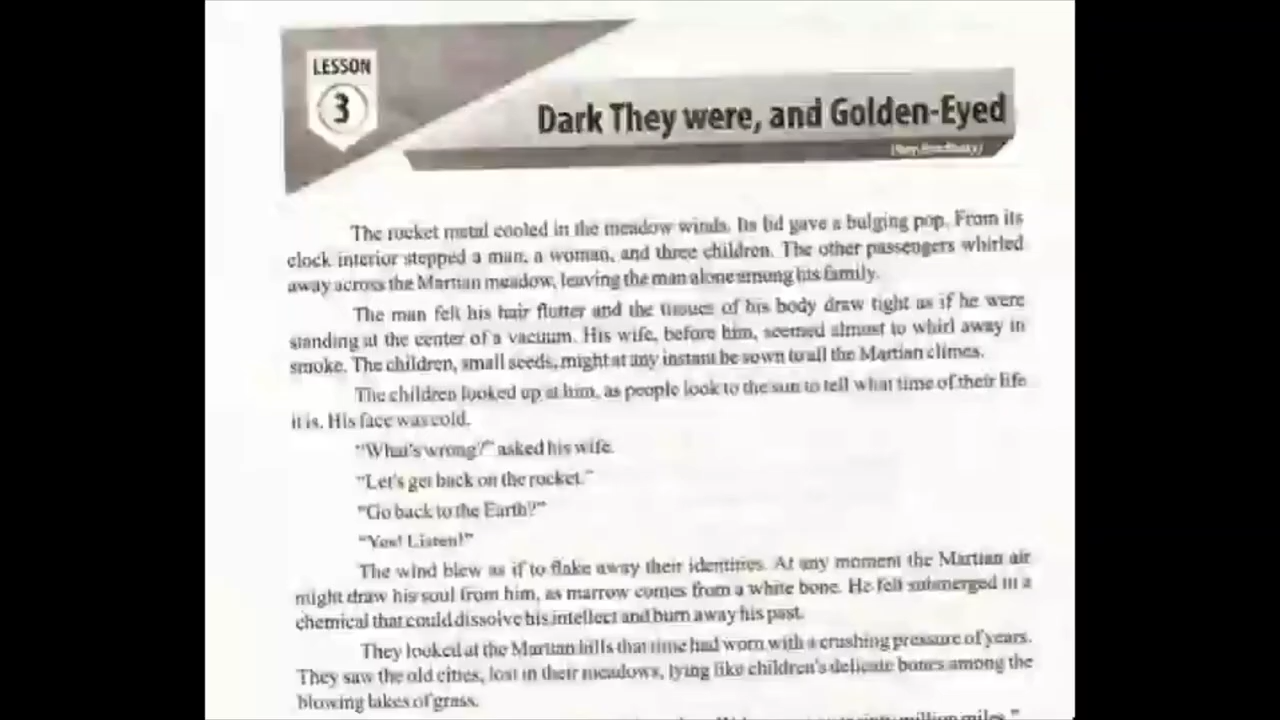 LESSON
3
Dark They were, and Golden-Eyed
(Ray Bradbury)
The rocket metal cooled in the meadow winds. Its lid gave a bulging pop. From its
clock interior stepped a man, a woman, and three children. The other passengers whirled
away across the Martian meadow, leaving the man alone among his family.
The man felt his hair flutter and the tissues of his body draw tight as if he were
standing at the center of a vacuum. His wife, before him, seemed almost to whirl away in
smoke. The children, small seeds, might at any instant be sown to all the Martian climes.
The children looked up at him, as people look to the sun to tell what time of their life
it is. His face was cold.
"What's wrong?" asked his wife.
"Let's get back on the rocket."
"Go back to the Earth?"
"Yes! Listen!"
The wind blew as if to flake away their identities. At any moment the Martian air
might draw his soul from him, as marrow comes from a white bone. He felt submerged in a
chemical that could dissolve his intellect and burn away his past.
They looked at the Martian hills that time had worn with a crushing pressure of years.
They saw the old cities, lost in their meadows, lying like children's delicate bones among the
blowing lakes of grass.
million miles."